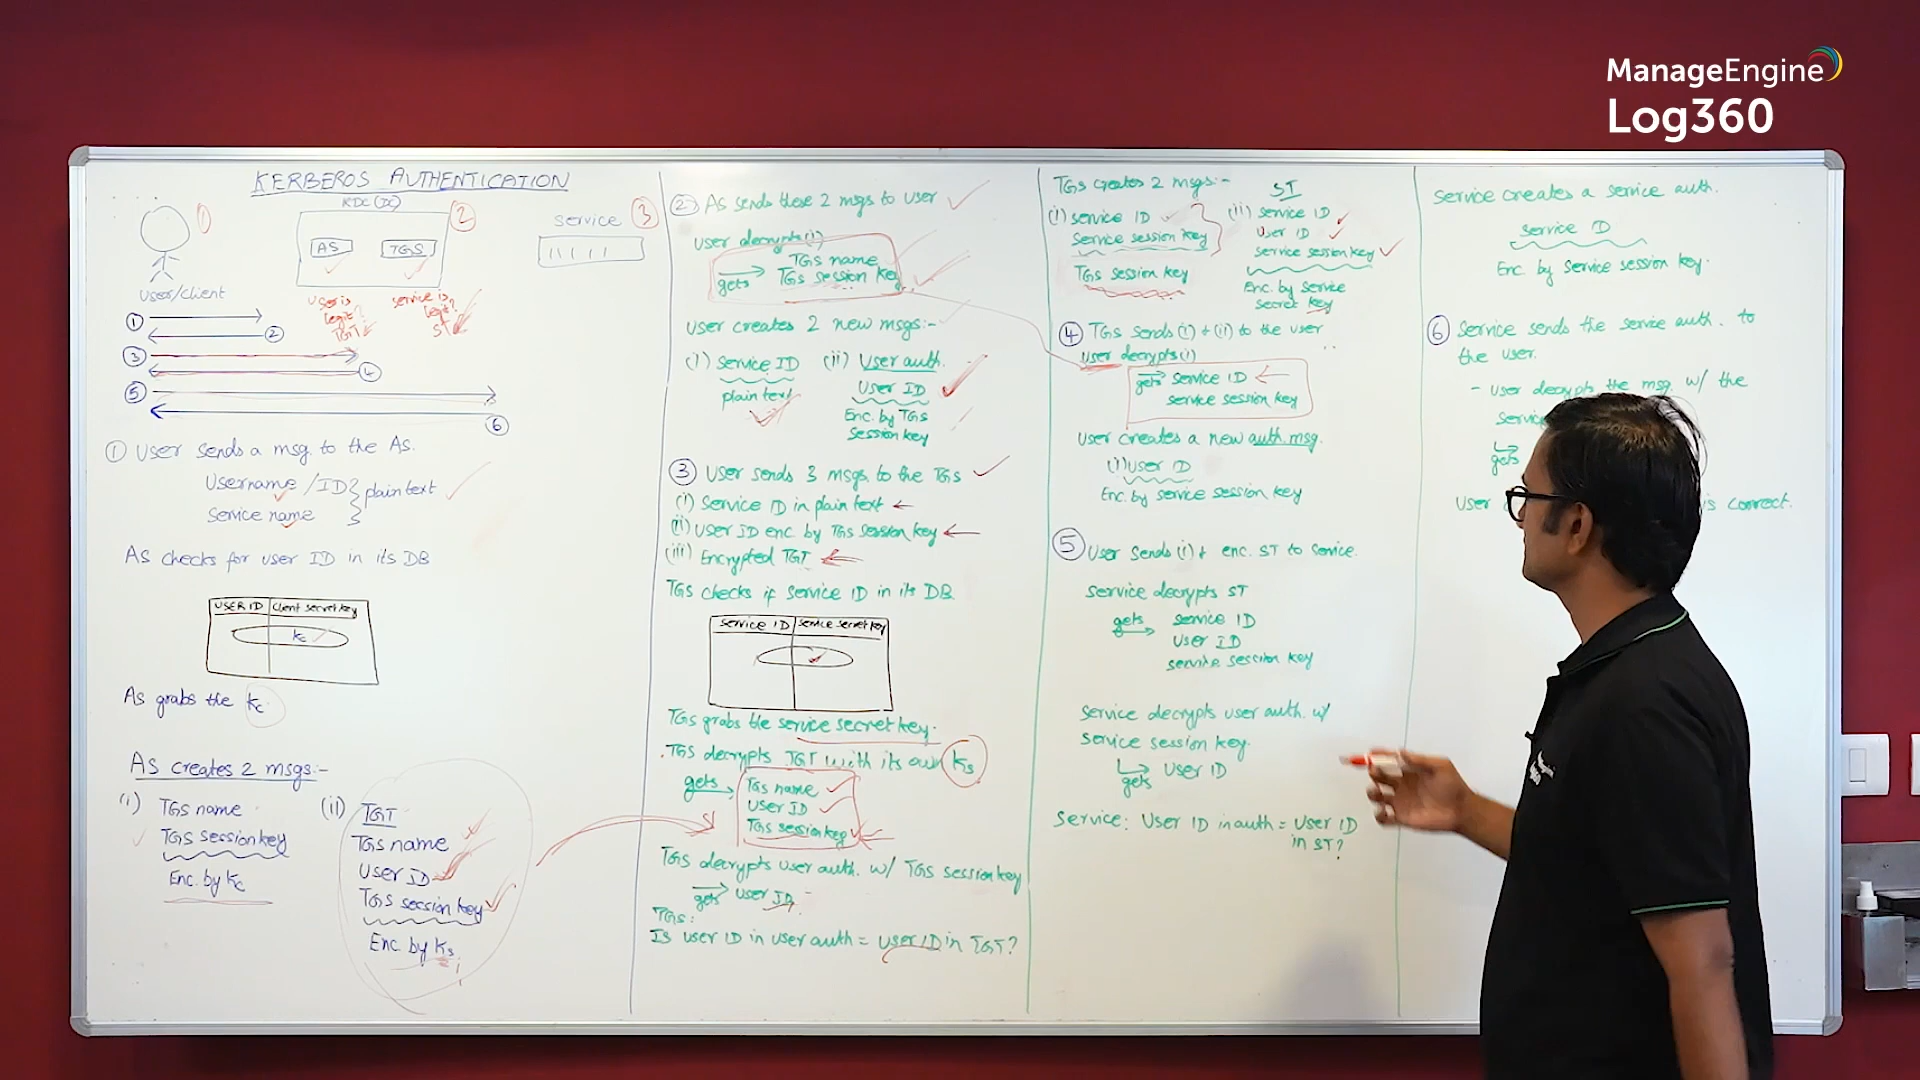 ManageEngine
Log360
KERBEROS AUTHENTICATION
1
KDC (DC)
2
AS
TGS
service
3
User/client
User is legit?
TGT
service is legit?
ST
1
2
3
4
5
6
1 User sends a msg to the AS.
Username/ID
Service name
plain text
AS checks for user ID in its DB
USER ID
Client secret key
Kc
AS grabs the Kc
AS creates 2 msgs:-
(i) TGS name
TGS session key
Enc. by Kc
(ii) TGT
TGS name
User ID
TGS session key
Enc. by Ks
2 AS sends these 2 msgs to user
User decrypts (i)
gets TGS name
TGS session key
User creates 2 new msgs:-
(i) Service ID
plain text
(ii) User auth.
User ID
Enc. by TGS
Session key
3 User sends 3 msgs to the TGS
(i) Service ID in plain text
(ii) User ID enc. by TGS session key
(iii) Encrypted TGT
TGS checks if service ID in its DB
Service ID
Service secret key
TGS grabs the service secret key.
TGS decrypts TGT with its own Ks
gets
TGS name
User ID
TGS session key
TGS decrypts user auth. w/ TGS session key
gets User ID
TGS:
Is user ID in user auth = user ID in TGT?
TGS creates 2 msgs:-
(i) Service ID
Service session key
TGS session key
ST
(ii) Service ID
User ID
Service session key
Enc. by service
secret key
4 TGS sends (i) + (ii) to the user
User decrypts (i)
gets Service ID
service session key
User creates a new auth. msg.
(i) User ID
Enc. by service session key
5 User sends (i) + enc. ST to service.
Service decrypts ST
gets
Service ID
User ID
service session key
Service decrypts user auth. w/
Service session key.
gets User ID
Service: User ID in auth = User ID
in ST?
Service creates a service auth.
Service ID
Enc. by service session key.
6 Service sends the service auth. to
the user.
- User decrypts the msg. w/ the
gets
User
is correct.